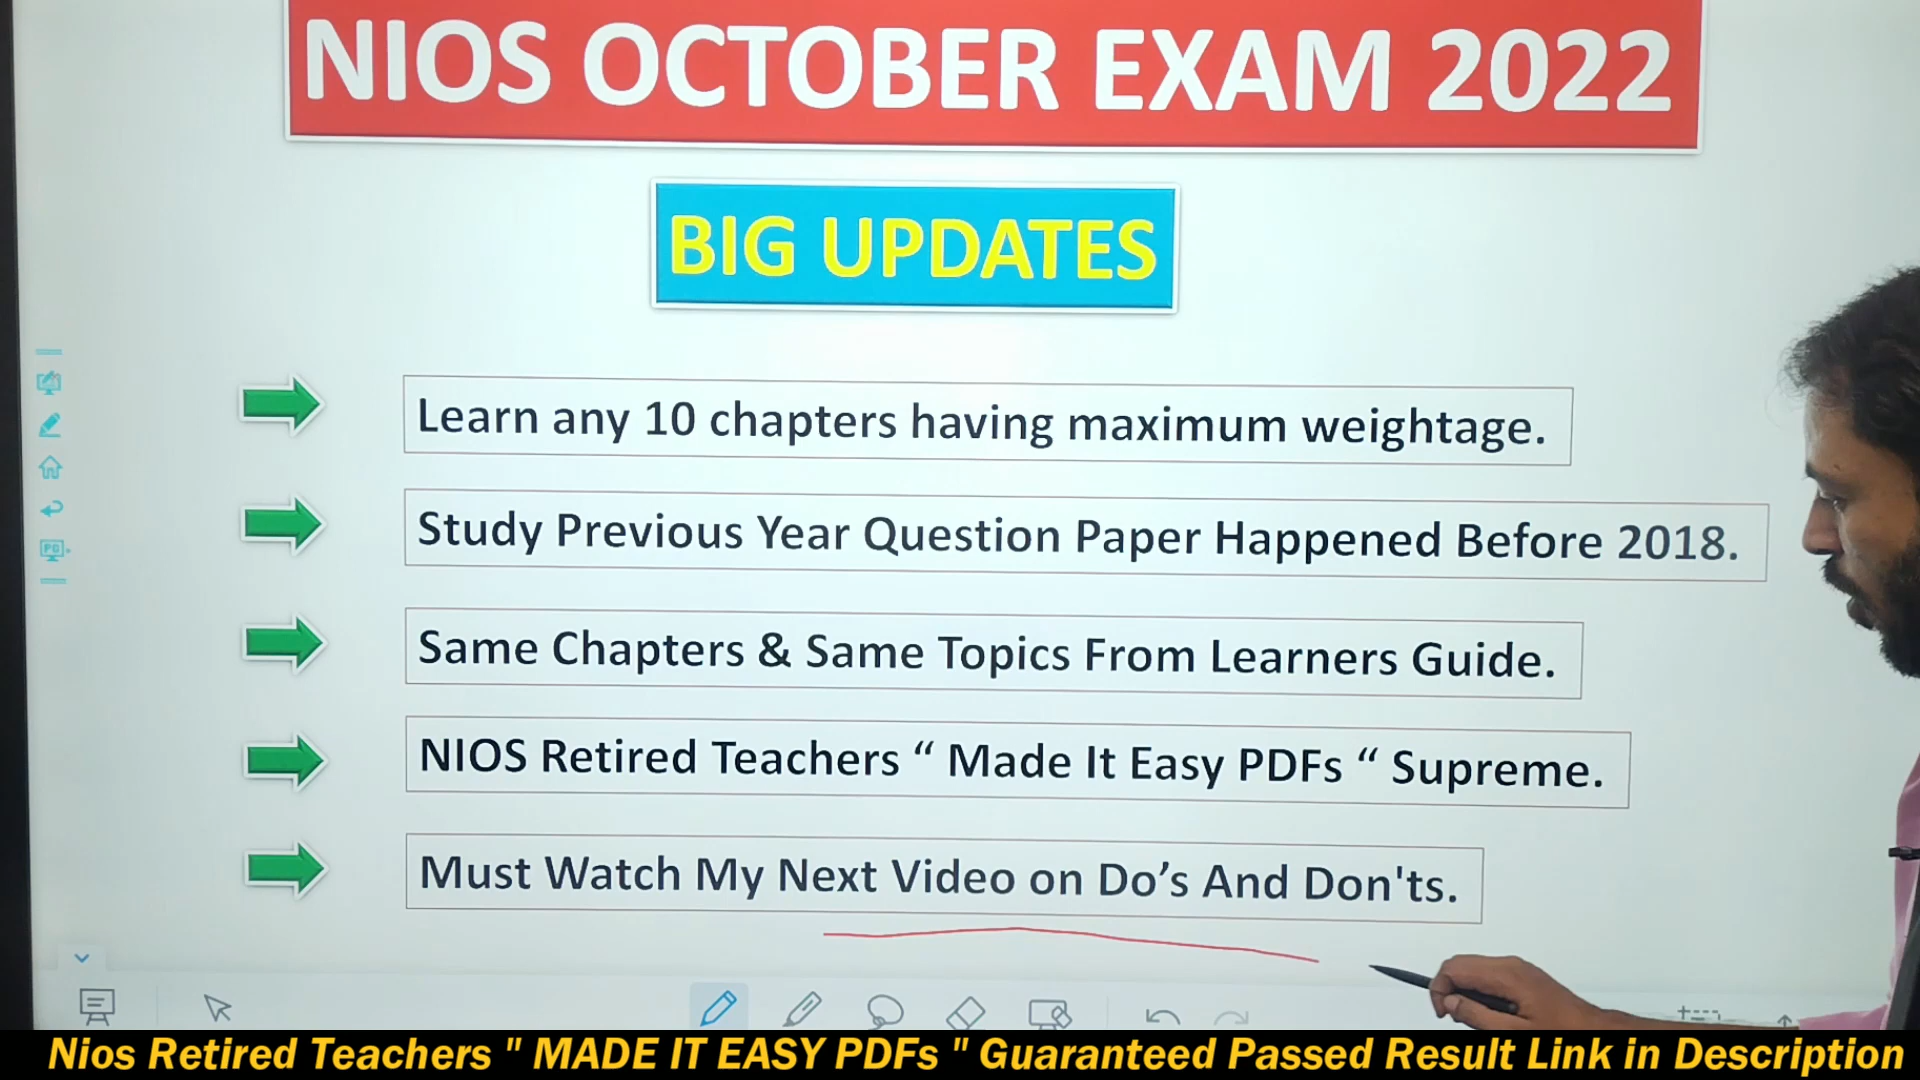 NIOS OCTOBER EXAM 2022
BIG UPDATES
Learn any 10 chapters having maximum weightage.
Study Previous Year Question Paper Happened Before 2018.
Same Chapters & Same Topics From Learners Guide.
NIOS Retired Teachers “ Made It Easy PDFs “ Supreme.
Must Watch My Next Video on Do’s And Don'ts.
Nios Retired Teachers " MADE IT EASY PDFs " Guaranteed Passed Result Link in Description